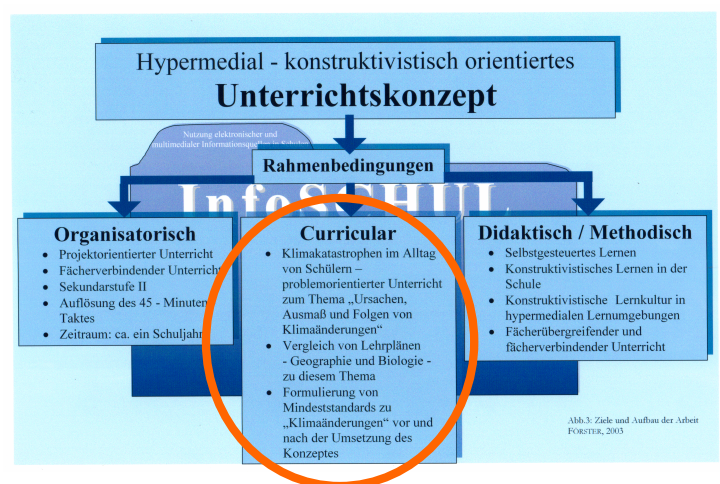 Hypermedial - konstruktivistisch orientiertes
Unterrichtskonzept
Nutzung elektronischer und
multimedialer Informationsquellen in Schulen
Rahmenbedingungen
InfoSCHUL
Organisatorisch
• Projektorientierter Unterricht
• Fächerverbindender Unterricht
• Sekundarstufe II
• Auflösung des 45 - Minuten
Taktes
• Zeitraum: ca. ein Schuljahr
Curricular
• Klimakatastrophen im Alltag
von Schülern –
problemorientierter Unterricht
zum Thema „Ursachen,
Ausmaß und Folgen von
Klimaänderungen“
• Vergleich von Lehrplänen
- Geographie und Biologie -
zu diesem Thema
• Formulierung von
Mindeststandards zu
„Klimaänderungen“ vor und
nach der Umsetzung des
Konzeptes
Didaktisch / Methodisch
• Selbstgesteuertes Lernen
• Konstruktivistisches Lernen in der
Schule
• Konstruktivistische Lernkultur in
hypermedialen Lernumgebungen
• Fächerübergreifender und
fächerverbindender Unterricht
Abb.3: Ziele und Aufbau der Arbeit
FÖRSTER, 2003